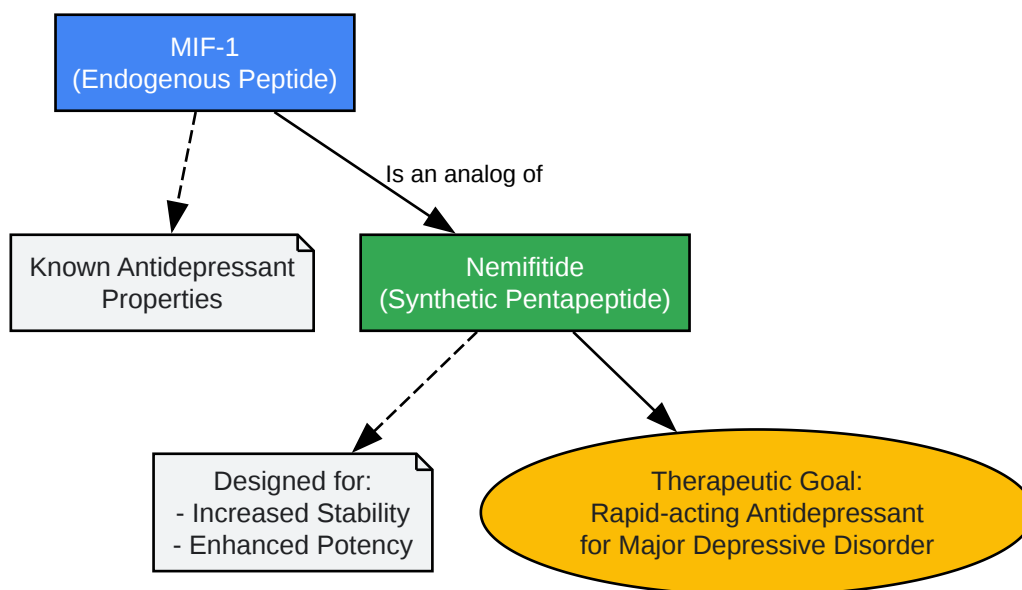 MIF-1
(Endogenous Peptide)
Is an analog of
Known Antidepressant
Properties
Nemifitide
(Synthetic Pentapeptide)
Designed for:
- Increased Stability
- Enhanced Potency
Therapeutic Goal:
Rapid-acting Antidepressant
for Major Depressive Disorder